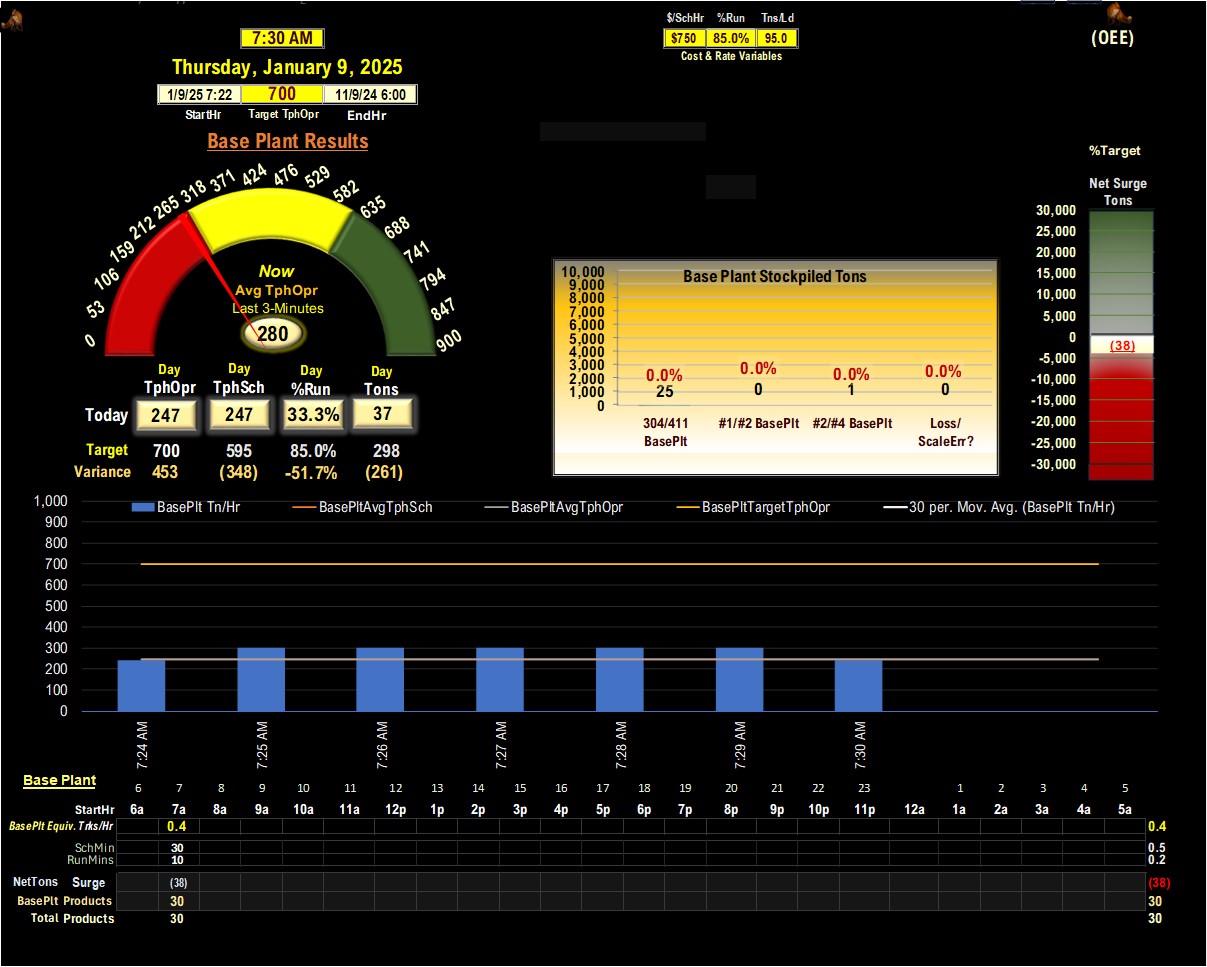 $/SchHr %Run Tns/Ld
7:30 AM $750 85.0% 95.0 (OEE)
Cost & Rate Variables
Thursday, January 9, 2025
1/9/25 7:22 700 11/9/24 6:00
StartHr Target TphOpr EndHr
Base Plant Results
0 53 106 159 212 265 318 371 424 476 529 582 635 688 741 794 847 900
Now
Avg TphOpr
Last 3-Minutes
280
Day Day Day Day
TphOpr TphSch %Run Tons
Today 247 247 33.3% 37
Target 700 595 85.0% 298
Variance 453 (348) -51.7% (261)
Base Plant Stockpiled Tons
10,000
9,000
8,000
7,000
6,000
5,000
4,000
3,000
2,000
1,000
0
0.0% 0.0% 0.0% 0.0%
25 0 1 0
304/411 #1/#2 BasePlt #2/#4 BasePlt Loss/
BasePlt ScaleErr?
%Target
Net Surge
Tons
30,000
25,000
20,000
15,000
10,000
5,000
0
(38)
-5,000
-10,000
-15,000
-20,000
-25,000
-30,000
BasePlt Tn/Hr BasePltAvgTphSch BasePltAvgTphOpr BasePltTargetTphOpr 30 per. Mov. Avg. (BasePlt Tn/Hr)
1,000
900
800
700
600
500
400
300
200
100
0
7:24 AM 7:25 AM 7:26 AM 7:27 AM 7:28 AM 7:29 AM 7:30 AM
Base Plant
6 7 8 9 10 11 12 13 14 15 16 17 18 19 20 21 22 23 1 2 3 4 5
StartHr 6a 7a 8a 9a 10a 11a 12p 1p 2p 3p 4p 5p 6p 7p 8p 9p 10p 11p 12a 1a 2a 3a 4a 5a
BasePlt Equiv. Trks/Hr 0.4 0.4
SchMin 30 0.5
RunMins 10 0.2
NetTons Surge (38) (38)
BasePlt Products 30 30
Total Products 30 30